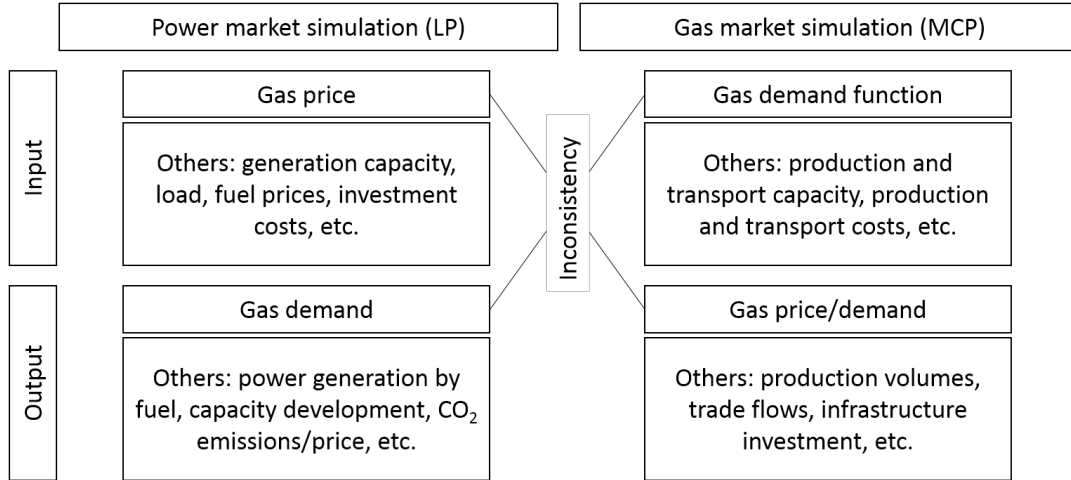 Power market simulation (LP)
Gas market simulation (MCP)
Input
Gas price
Others: generation capacity,
load, fuel prices, investment
costs, etc.
Inconsistency
Gas demand function
Others: production and
transport capacity, production
and transport costs, etc.
Output
Gas demand
Others: power generation by
fuel, capacity development, CO₂
emissions/price, etc.
Gas price/demand
Others: production volumes,
trade flows, infrastructure
investment, etc.